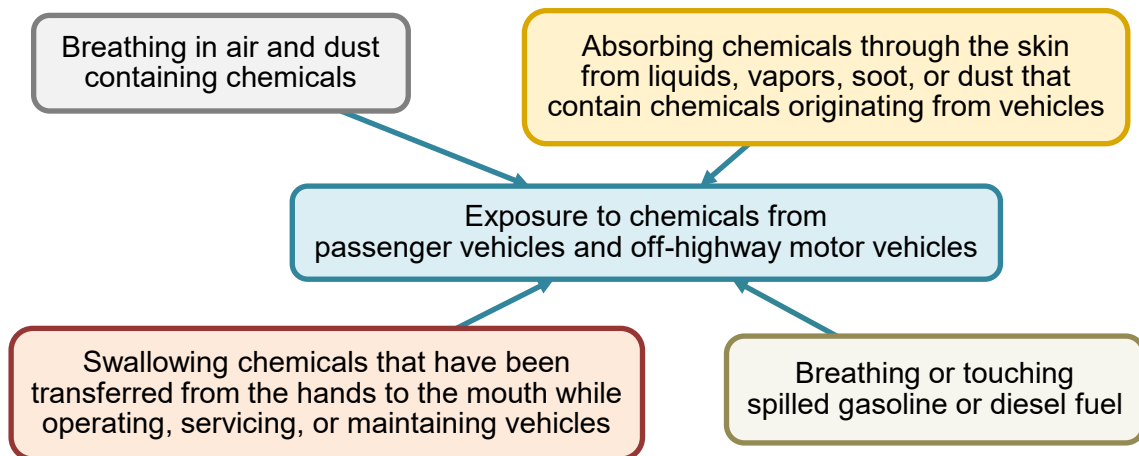 Breathing in air and dust
containing chemicals
Absorbing chemicals through the skin
from liquids, vapors, soot, or dust that
contain chemicals originating from vehicles
Exposure to chemicals from
passenger vehicles and off-highway motor vehicles
Swallowing chemicals that have been
transferred from the hands to the mouth while
operating, servicing, or maintaining vehicles
Breathing or touching
spilled gasoline or diesel fuel